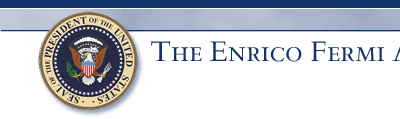 SEAL OF THE PRESIDENT OF THE UNITED STATES
THE ENRICO FERMI